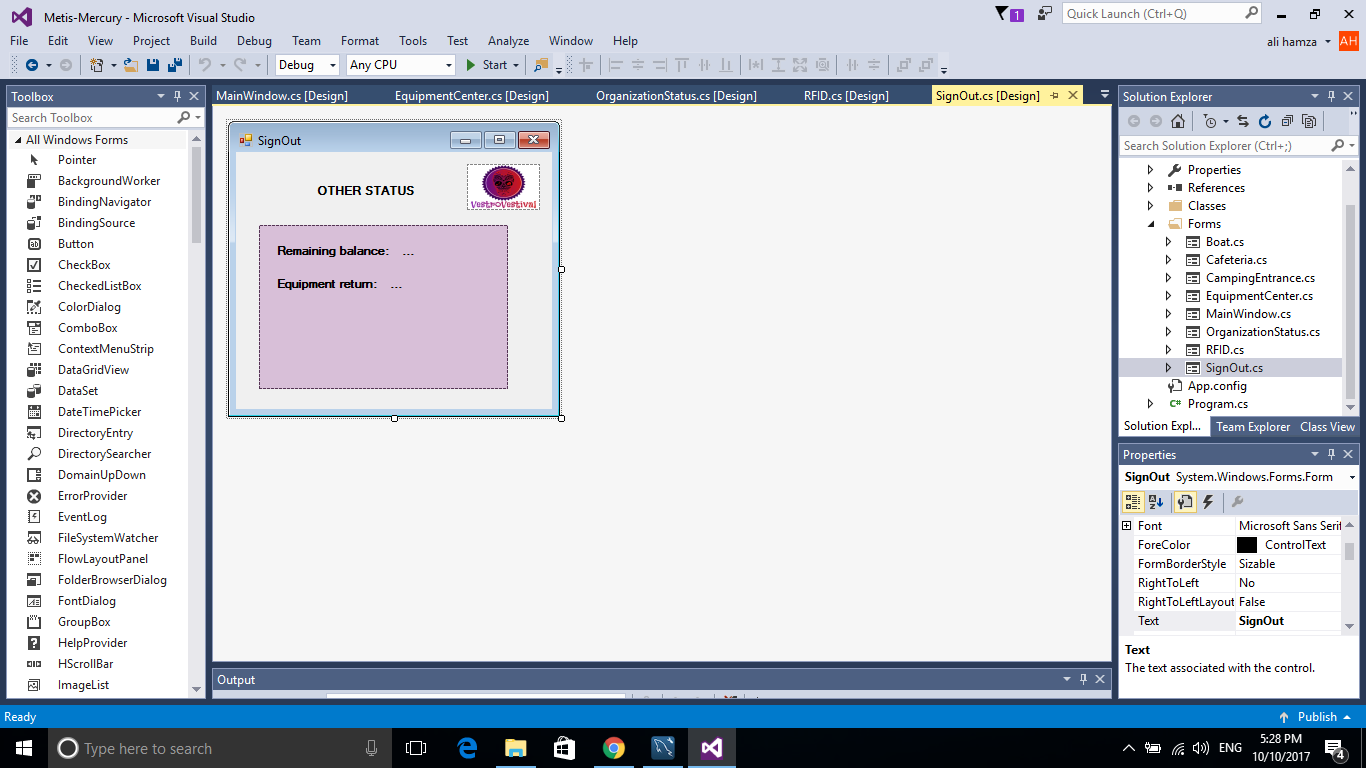 Metis-Mercury - Microsoft Visual Studio
1
Quick Launch (Ctrl+Q)
File Edit View Project Build Debug Team Format Tools Test Analyze Window Help
ali hamza AH
Debug Any CPU Start
Toolbox
Search Toolbox
All Windows Forms
Pointer
BackgroundWorker
BindingNavigator
BindingSource
Button
CheckBox
CheckedListBox
ColorDialog
ComboBox
ContextMenuStrip
DataGridView
DataSet
DateTimePicker
DirectoryEntry
DirectorySearcher
DomainUpDown
ErrorProvider
EventLog
FileSystemWatcher
FlowLayoutPanel
FolderBrowserDialog
FontDialog
GroupBox
HelpProvider
HScrollBar
ImageList
MainWindow.cs [Design] EquipmentCenter.cs [Design] OrganizationStatus.cs [Design] RFID.cs [Design] SignOut.cs [Design]
SignOut
OTHER STATUS
VestroVestival
Remaining balance: ...
Equipment return: ...
Output
Solution Explorer
Search Solution Explorer (Ctrl+;)
Properties
References
Classes
Forms
Boat.cs
Cafeteria.cs
CampingEntrance.cs
EquipmentCenter.cs
MainWindow.cs
OrganizationStatus.cs
RFID.cs
SignOut.cs
App.config
C# Program.cs
Solution Expl... Team Explorer Class View
Properties
SignOut System.Windows.Forms.Form
Font Microsoft Sans Serif
ForeColor ControlText
FormBorderStyle Sizable
RightToLeft No
RightToLeftLayout False
Text SignOut
Text
The text associated with the control.
Ready
Publish
Type here to search
ENG
5:28 PM
10/10/2017
4